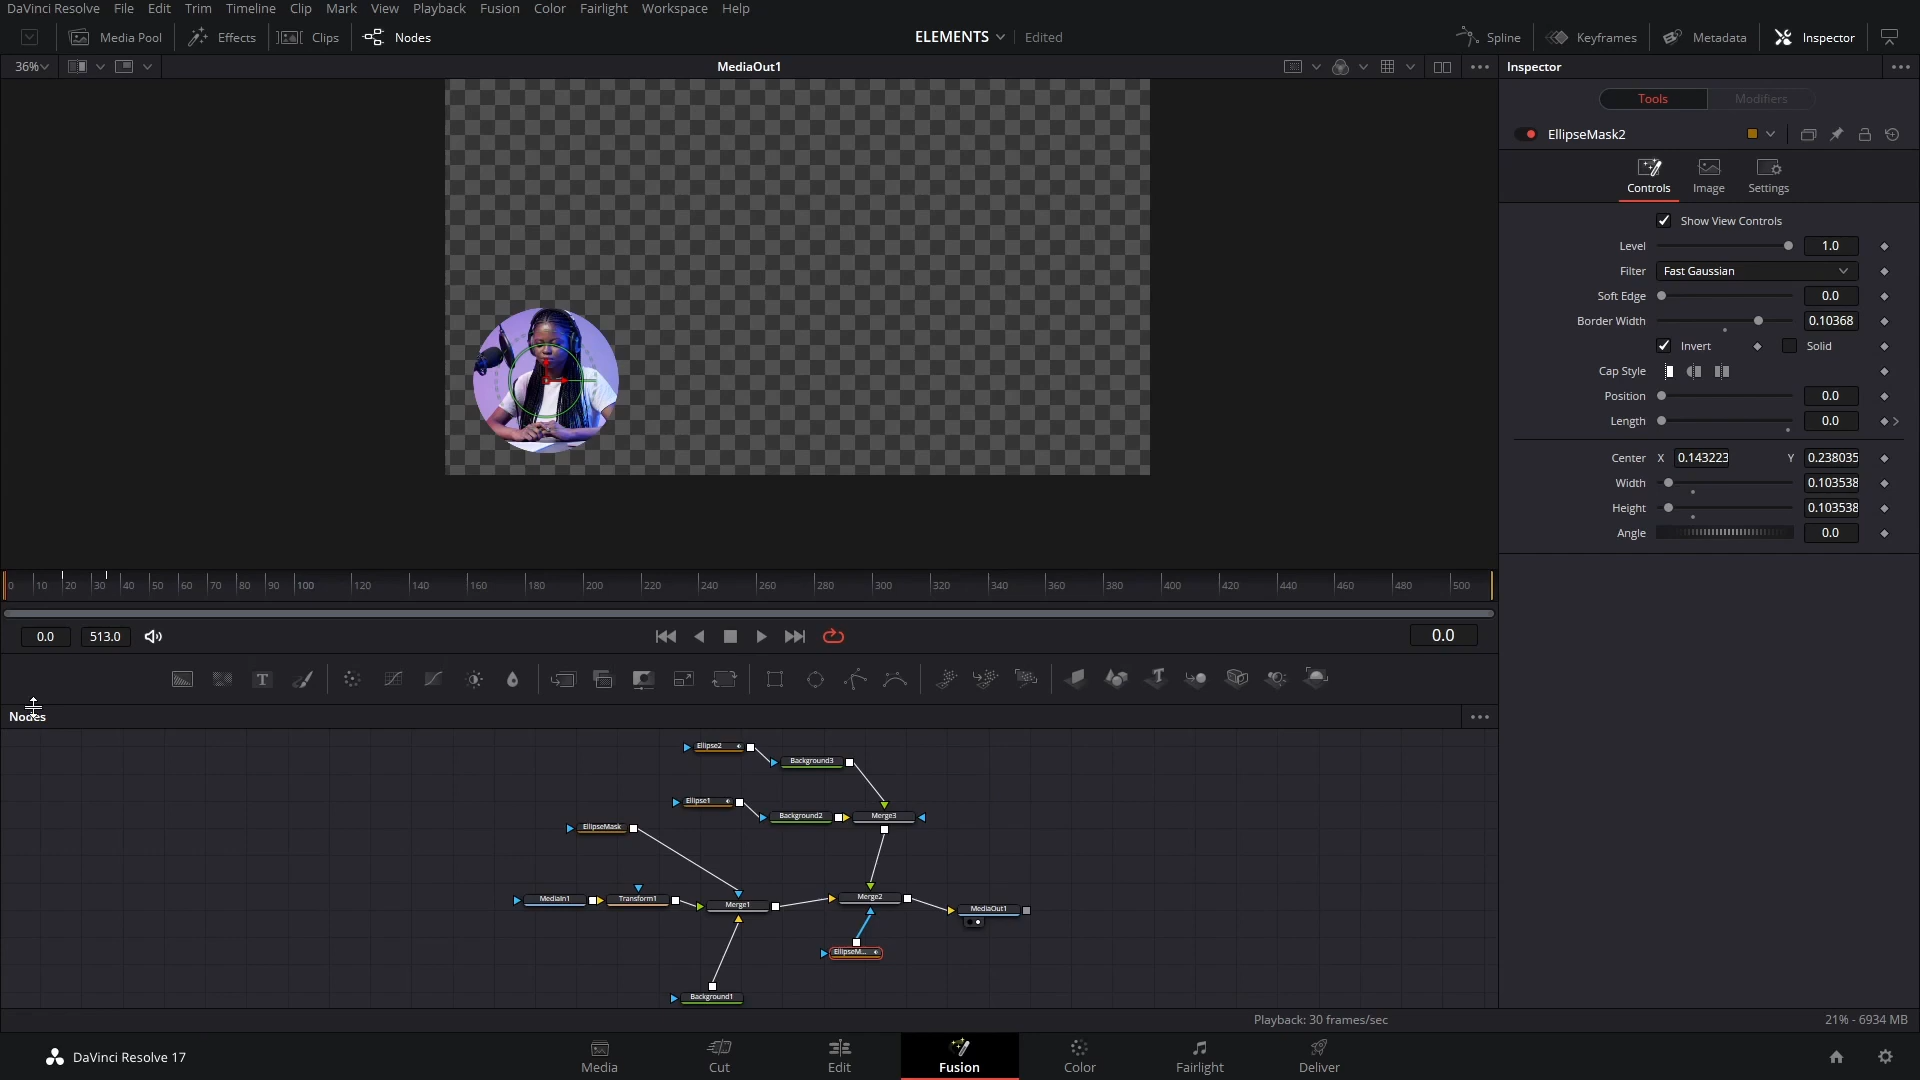 DaVinci Resolve File Edit Trim Timeline Clip Mark View Playback Fusion Color Fairlight Workspace Help
Media Pool Effects Clips Nodes ELEMENTS Edited Spline Keyframes Metadata Inspector
36% MediaOut1 Inspector
Tools Modifiers
EllipseMask2
Controls Image Settings
Show View Controls
Level 1.0
Filter Fast Gaussian
Soft Edge 0.0
Border Width 0.10368
Invert Solid
Cap Style
Position 0.0
Length 0.0
Center X 0.143223 Y 0.238035
Width 0.103538
Height 0.103538
Angle 0.0
0 10 20 30 40 50 60 70 80 90 100 120 140 160 180 200 220 240 260 280 300 320 340 360 380 400 420 440 460 480 500
0.0 513.0 0.0
T T
Nodes
Ellipse2
Background3
Ellipse1
Background2 Merge3
EllipseMask
MediaIn1 Transform1 Merge1 Merge2 MediaOut1
EllipseM...
Background1
Playback: 30 frames/sec 21% - 6934 MB
DaVinci Resolve 17 Media Cut Edit Fusion Color Fairlight Deliver